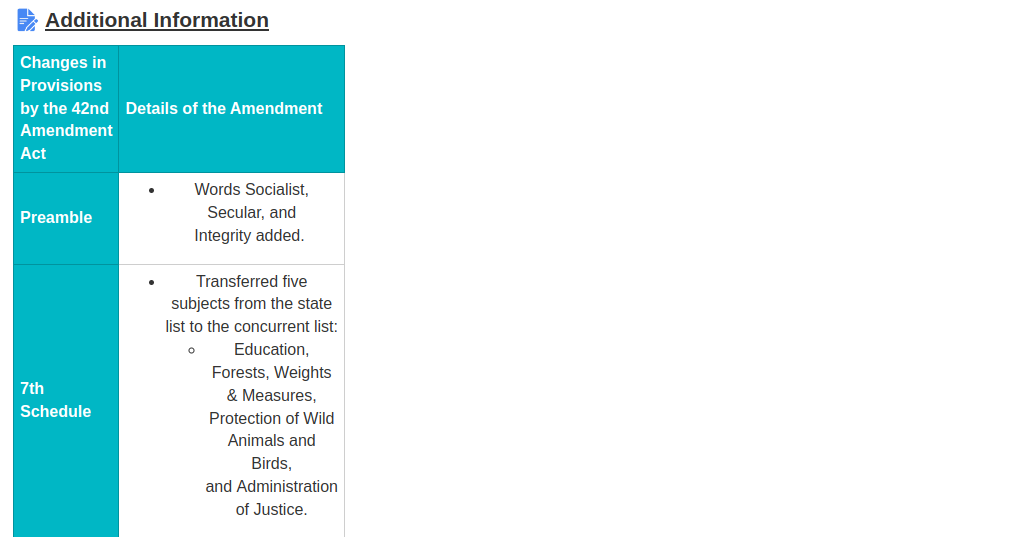 Additional Information
Changes in
Provisions
by the 42nd
Amendment
Act
Details of the Amendment
Preamble
Words Socialist,
Secular, and
Integrity added.
7th
Schedule
Transferred five
subjects from the state
list to the concurrent list:
Education,
Forests, Weights
& Measures,
Protection of Wild
Animals and
Birds,
and Administration
of Justice.